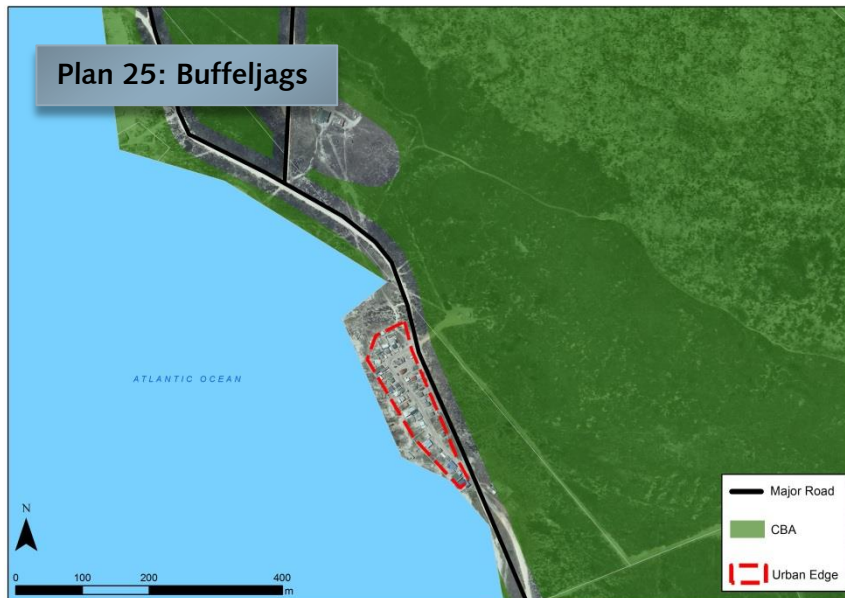 Plan 25: Buffeljags
ATLANTIC OCEAN
N
0 100 200 400
m
Major Road
CBA
Urban Edge